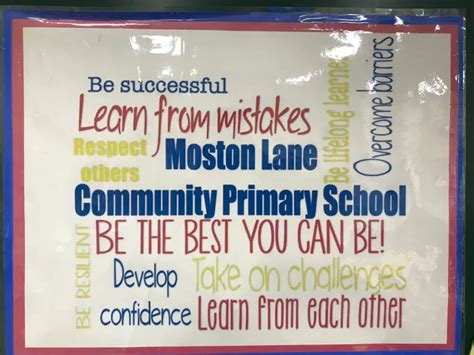 Be successful
Learn from mistakes
Respect
others
Moston Lane
Community Primary School
BE THE BEST YOU CAN BE!
BE RESILIENT
Develop
confidence
Take on challenges
Learn from each other
Be lifelong learners
Overcome barriers